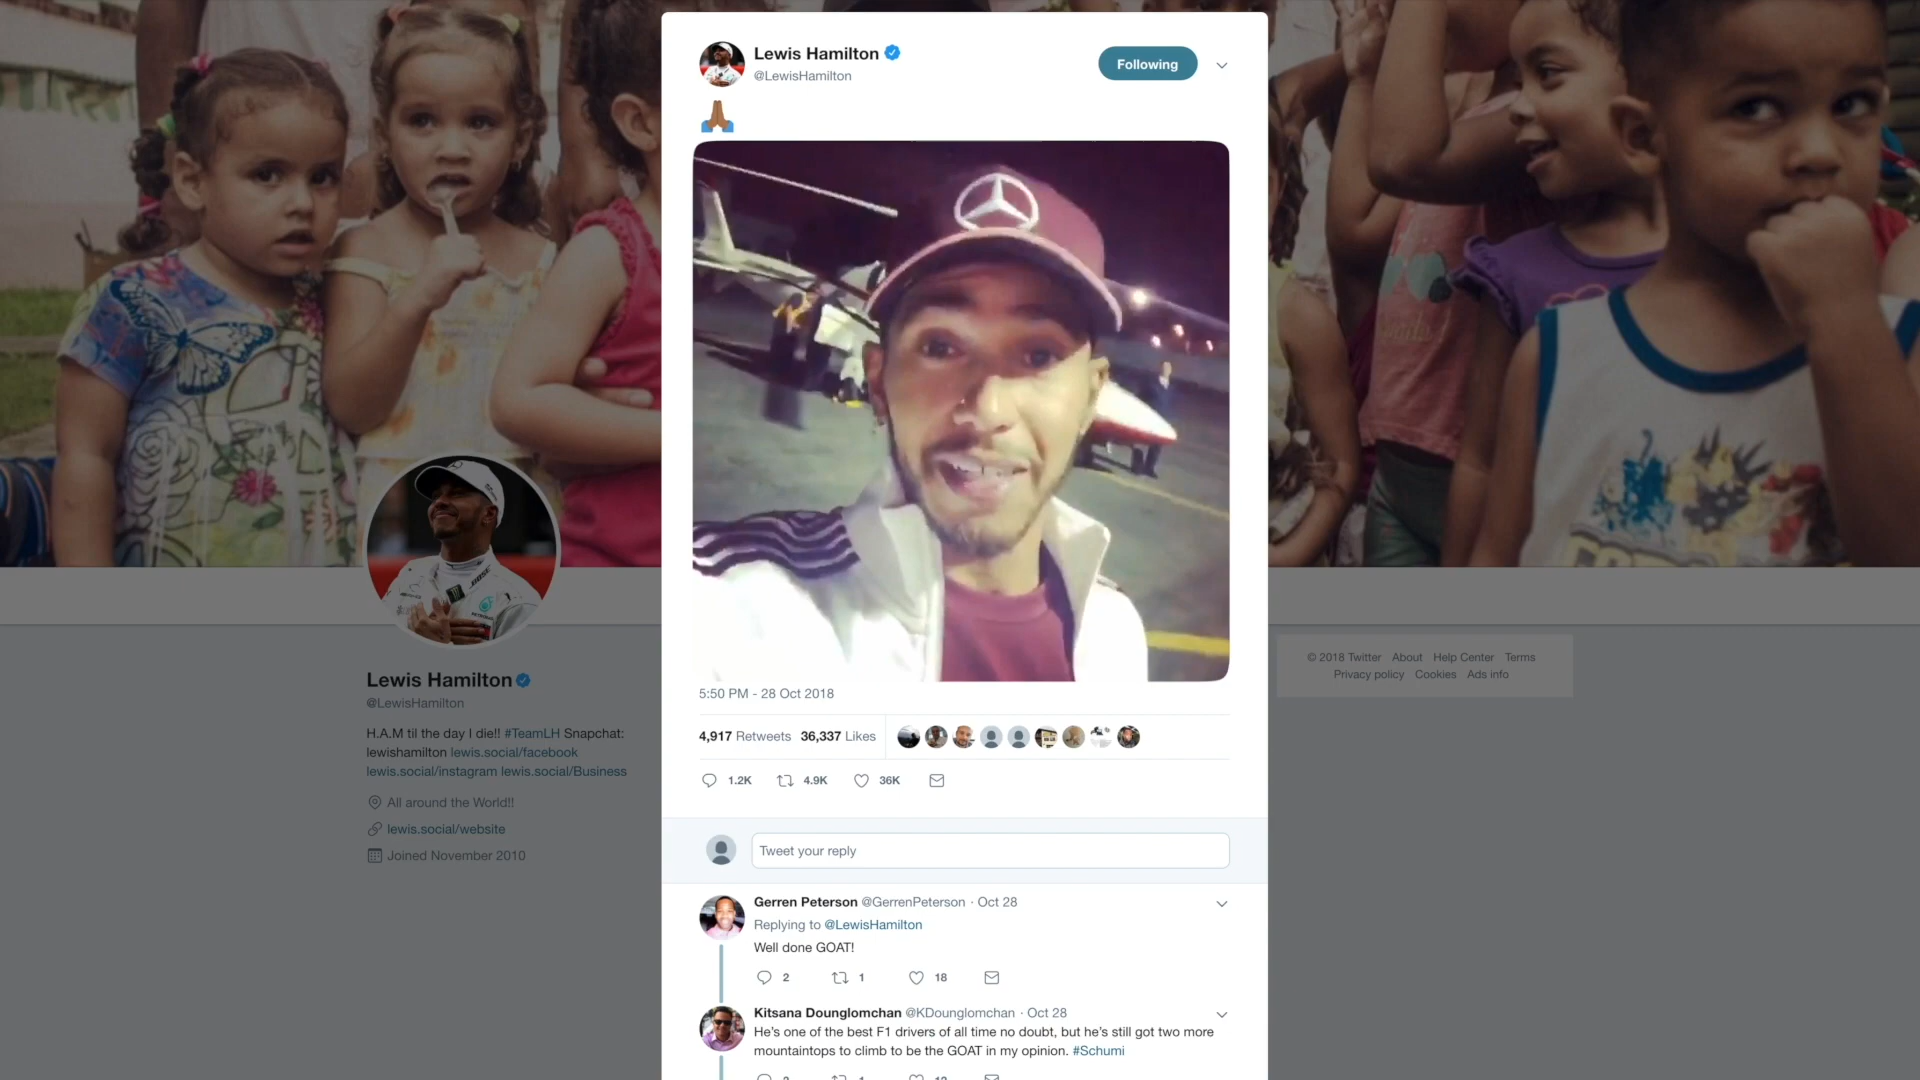 Lewis Hamilton
@LewisHamilton
Following
5:50 PM - 28 Oct 2018
4,917 Retweets 36,337 Likes
1.2K 4.9K 36K
Tweet your reply
Gerren Peterson @GerrenPeterson · Oct 28
Replying to @LewisHamilton
Well done GOAT!
2 1 18
Kitsana Dounglomchan @KDounglomchan · Oct 28
He's one of the best F1 drivers of all time no doubt, but he's still got two more
mountaintops to climb to be the GOAT in my opinion. #Schumi
Lewis Hamilton
@LewisHamilton
H.A.M til the day I die!! #TeamLH Snapchat:
lewishamilton lewis.social/facebook
lewis.social/instagram lewis.social/Business
All around the World!!
lewis.social/website
Joined November 2010
© 2018 Twitter About Help Center Terms
Privacy policy Cookies Ads info